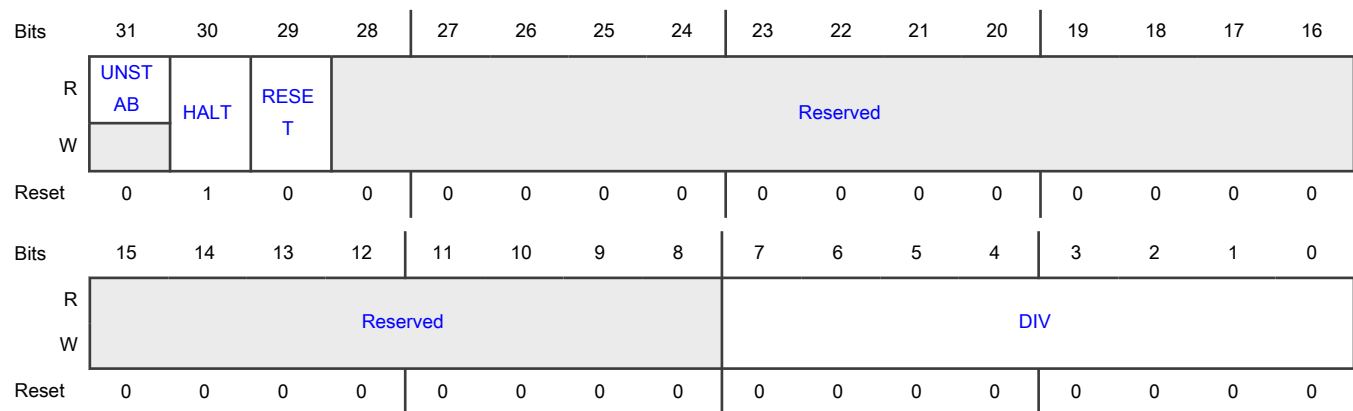 Bits 31 30 29 28 27 26 25 24 23 22 21 20 19 18 17 16
R UNST
AB HALT RESE
T Reserved
W
Reset 0 1 0 0 0 0 0 0 0 0 0 0 0 0 0 0
Bits 15 14 13 12 11 10 9 8 7 6 5 4 3 2 1 0
R
Reserved DIV
W
Reset 0 0 0 0 0 0 0 0 0 0 0 0 0 0 0 0